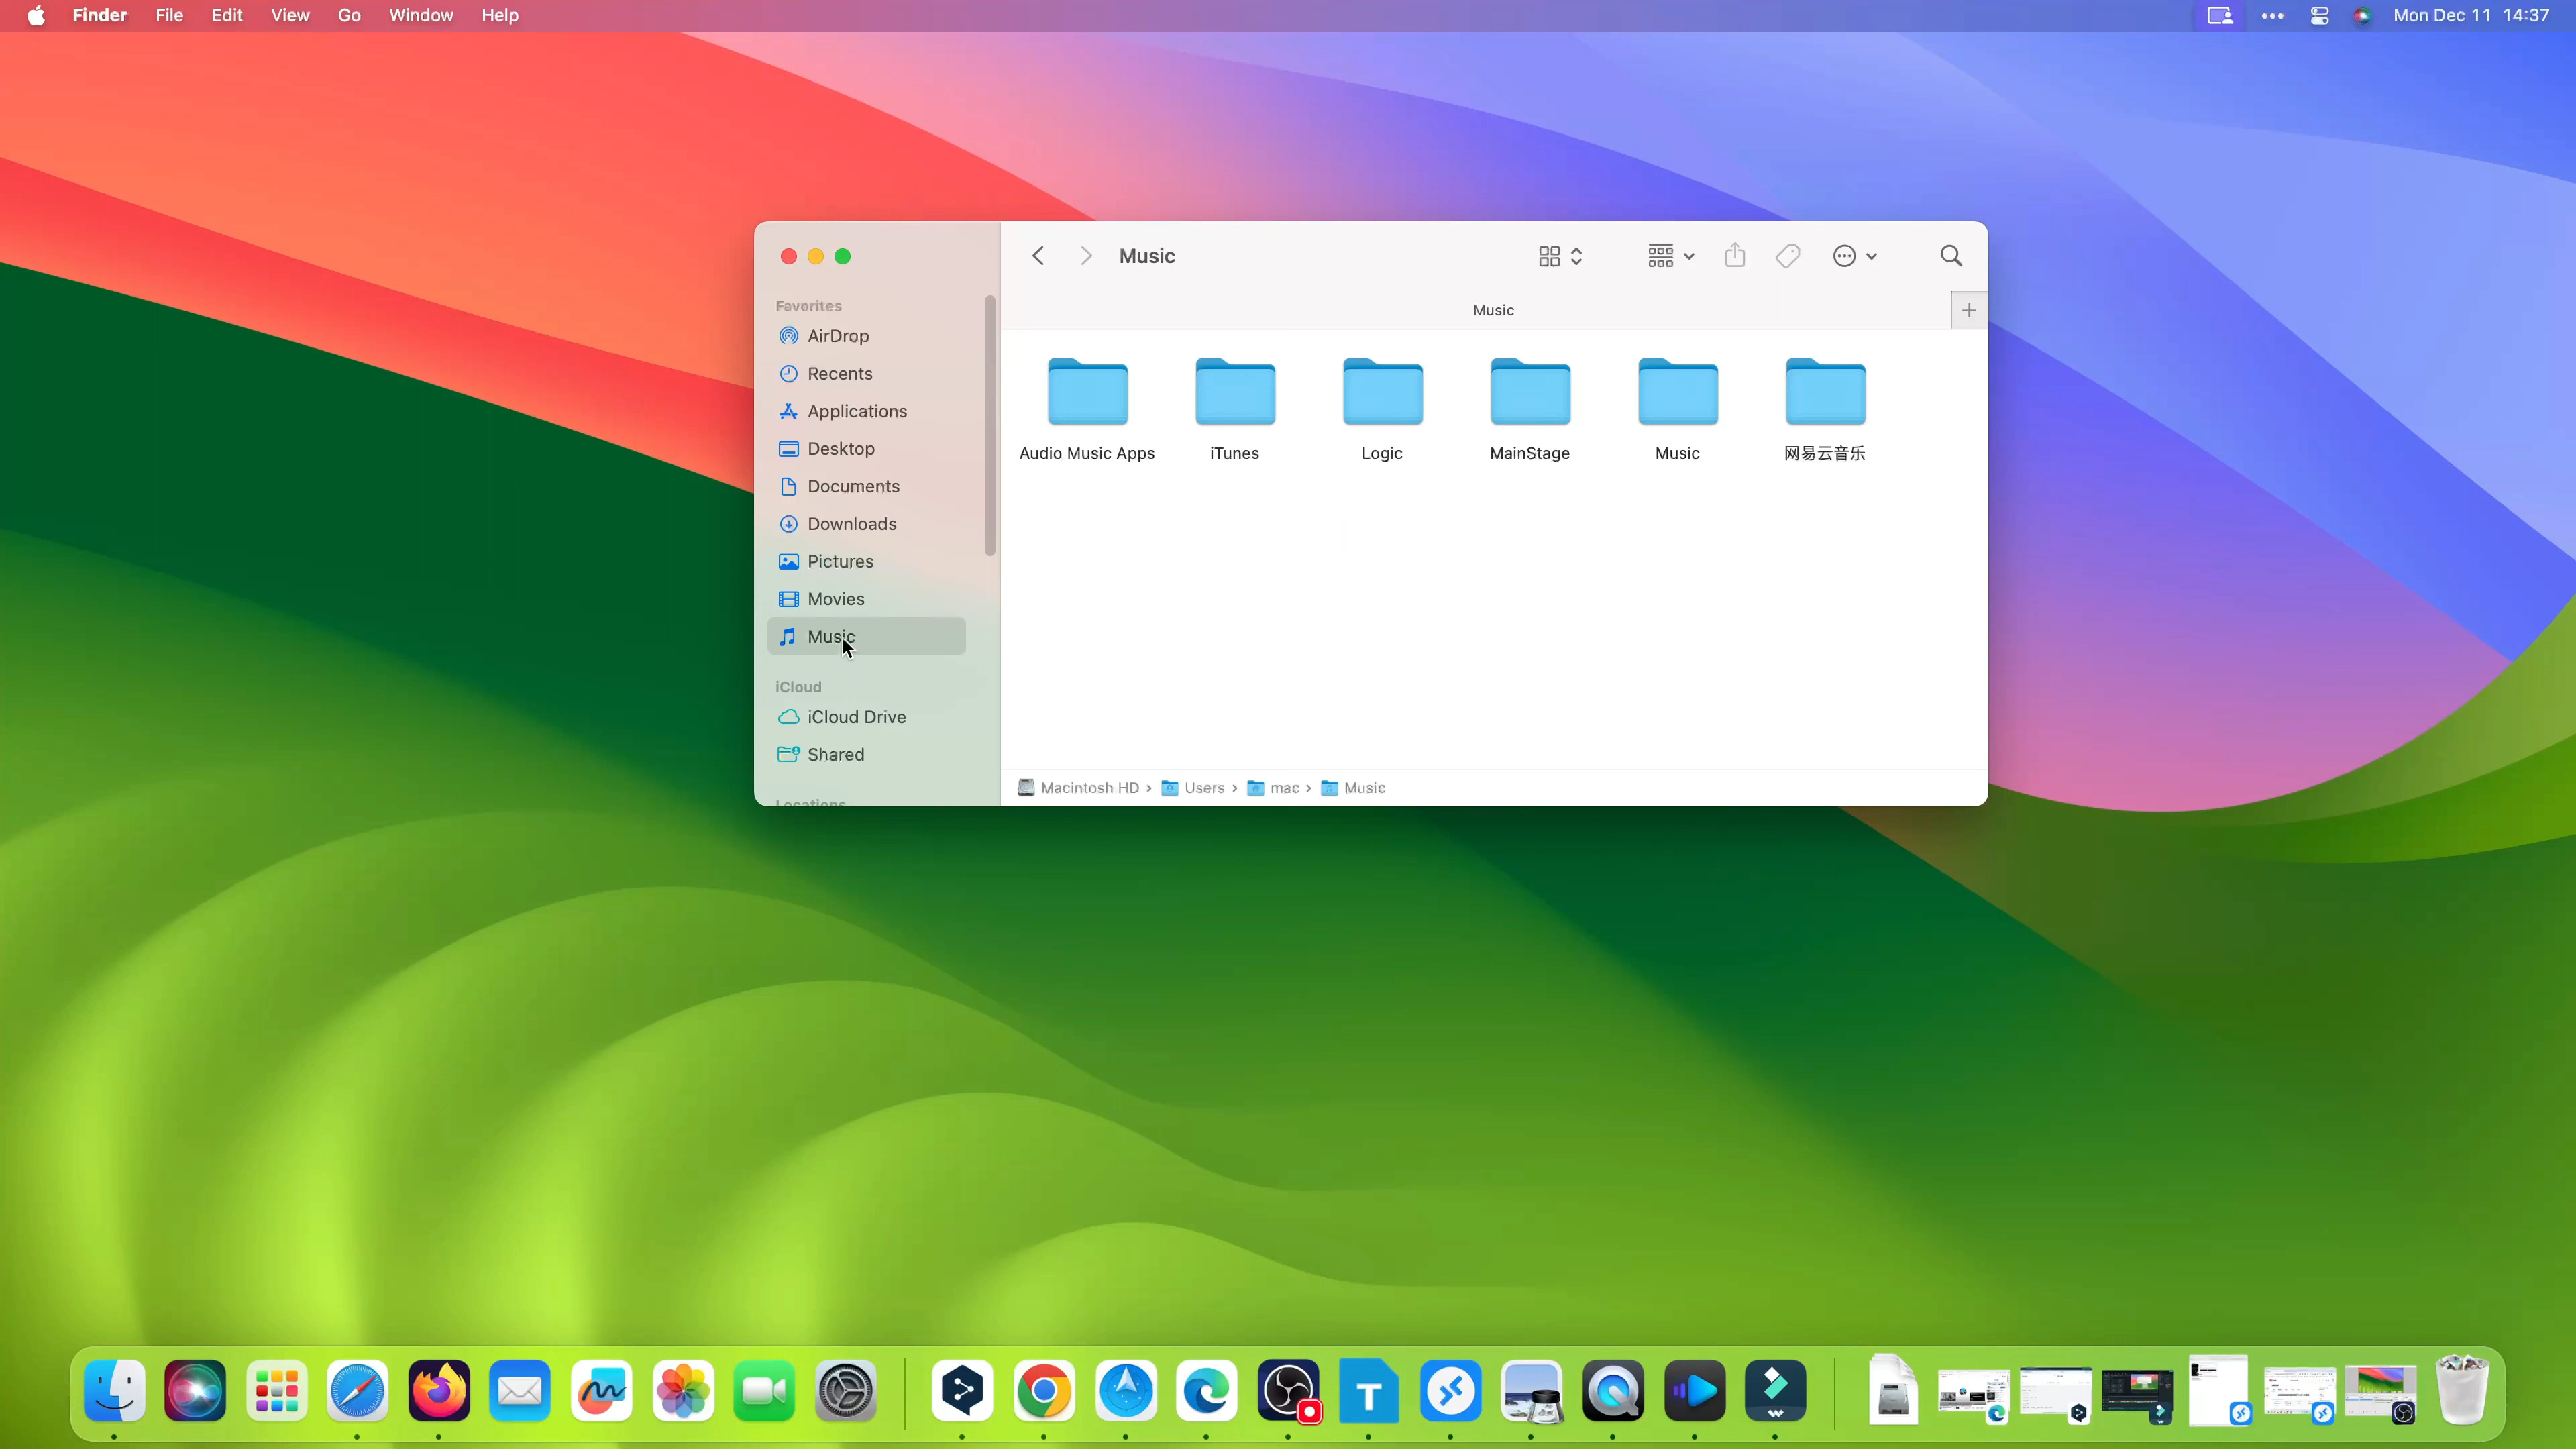 Finder File Edit View Go Window Help Mon Dec 11 14:37
Music
Favorites
AirDrop
Recents
Applications
Desktop
Documents
Downloads
Pictures
Movies
Music
iCloud
iCloud Drive
Shared
Locations
Music
Audio Music Apps iTunes Logic MainStage Music 网易云音乐
Macintosh HD › Users › mac › Music
T